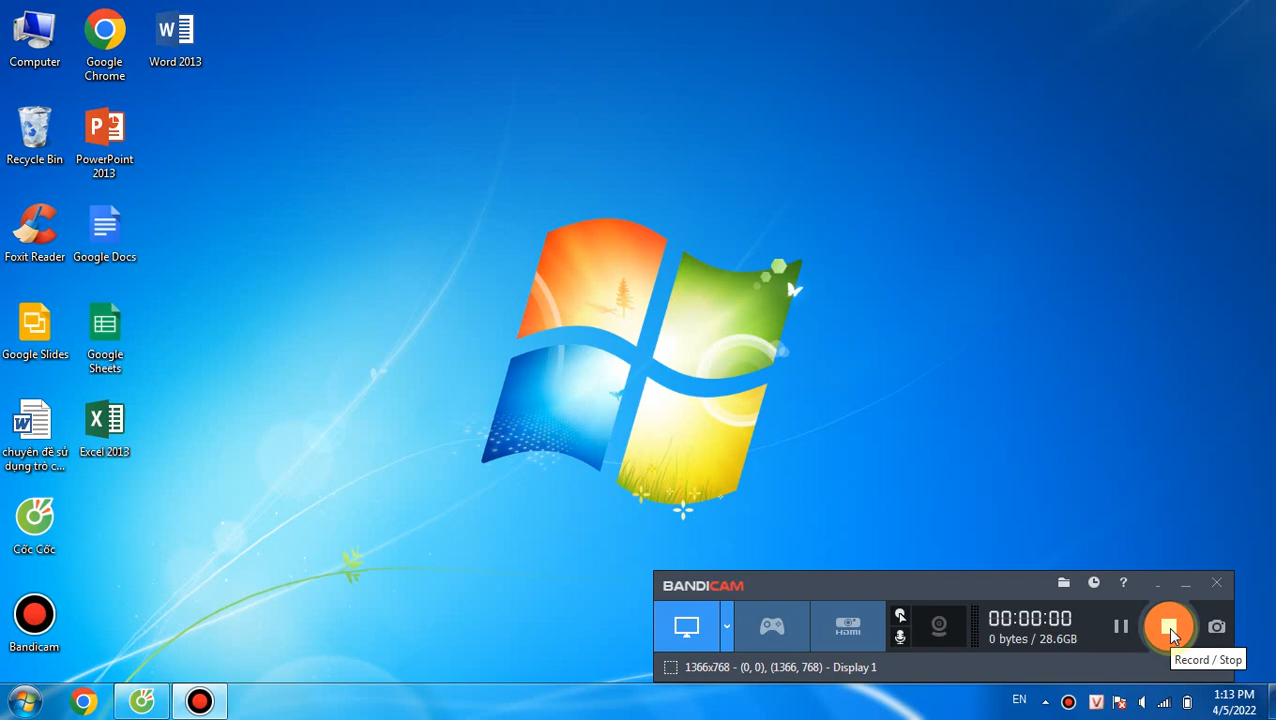 Computer
Google
Chrome
Word 2013
Recycle Bin
PowerPoint
2013
Foxit Reader
Google Docs
Google Slides
Google
Sheets
chuyên đề sử
dụng trò c...
Excel 2013
Cốc Cốc
Bandicam
BANDICAM
?
HDMI
00:00:00
0 bytes / 28.6GB
1366x768 - (0, 0), (1366, 768) - Display 1
Record / Stop
EN
V
1:13 PM
4/5/2022